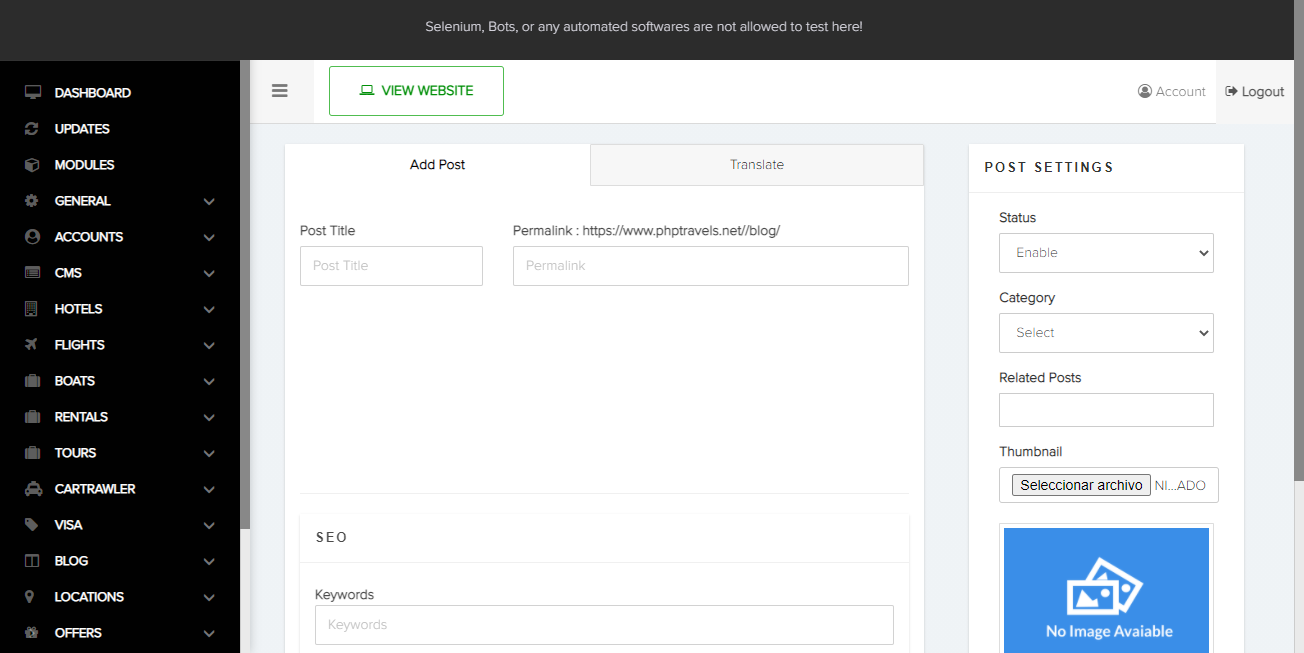 Selenium, Bots, or any automated softwares are not allowed to test here!
DASHBOARD
UPDATES
MODULES
GENERAL
ACCOUNTS
CMS
HOTELS
FLIGHTS
BOATS
RENTALS
TOURS
CARTRAWLER
VISA
BLOG
LOCATIONS
OFFERS
VIEW WEBSITE
Account
Logout
Add Post
Translate
Post Title
Permalink : https://www.phptravels.net//blog/
Post Title
Permalink
SEO
Keywords
Keywords
POST SETTINGS
Status
Enable
Category
Select
Related Posts
Thumbnail
Seleccionar archivo NI...ADO
No Image Avaiable